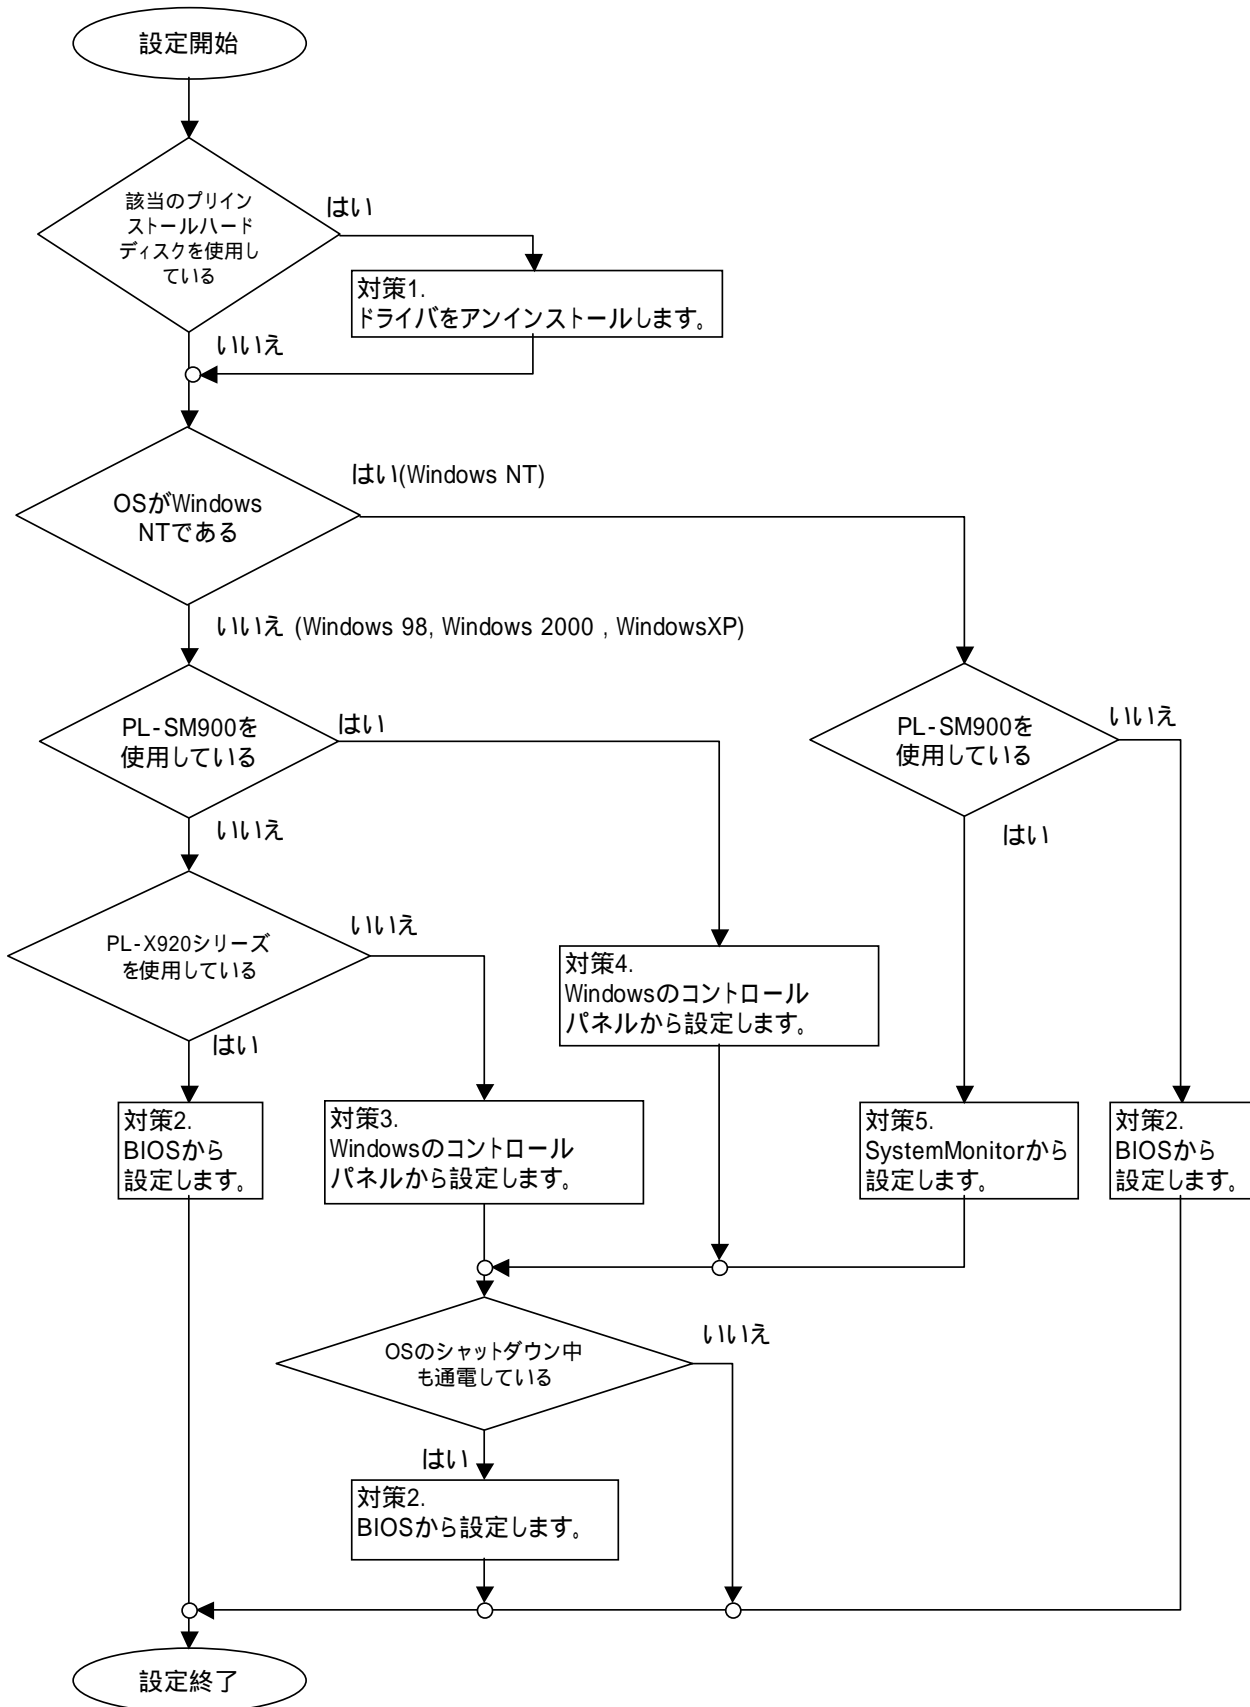 設定開始
該当のプリイン
ストールハード
ディスクを使用し
ている
はい
対策1.
ドライバをアンインストールします。
いいえ
OSがWindows
NTである
はい(Windows NT)
いいえ (Windows 98, Windows 2000 , WindowsXP)
PL-SM900を
使用している
はい
いいえ
PL-SM900を
使用している
いいえ
はい
PL-X920シリーズ
を使用している
いいえ
はい
対策4.
Windowsのコントロール
パネルから設定します。
対策2.
BIOSから
設定します。
対策3.
Windowsのコントロール
パネルから設定します。
対策5.
SystemMonitorから
設定します。
対策2.
BIOSから
設定します。
OSのシャットダウン中
も通電している
いいえ
はい
対策2.
BIOSから設定します。
設定終了